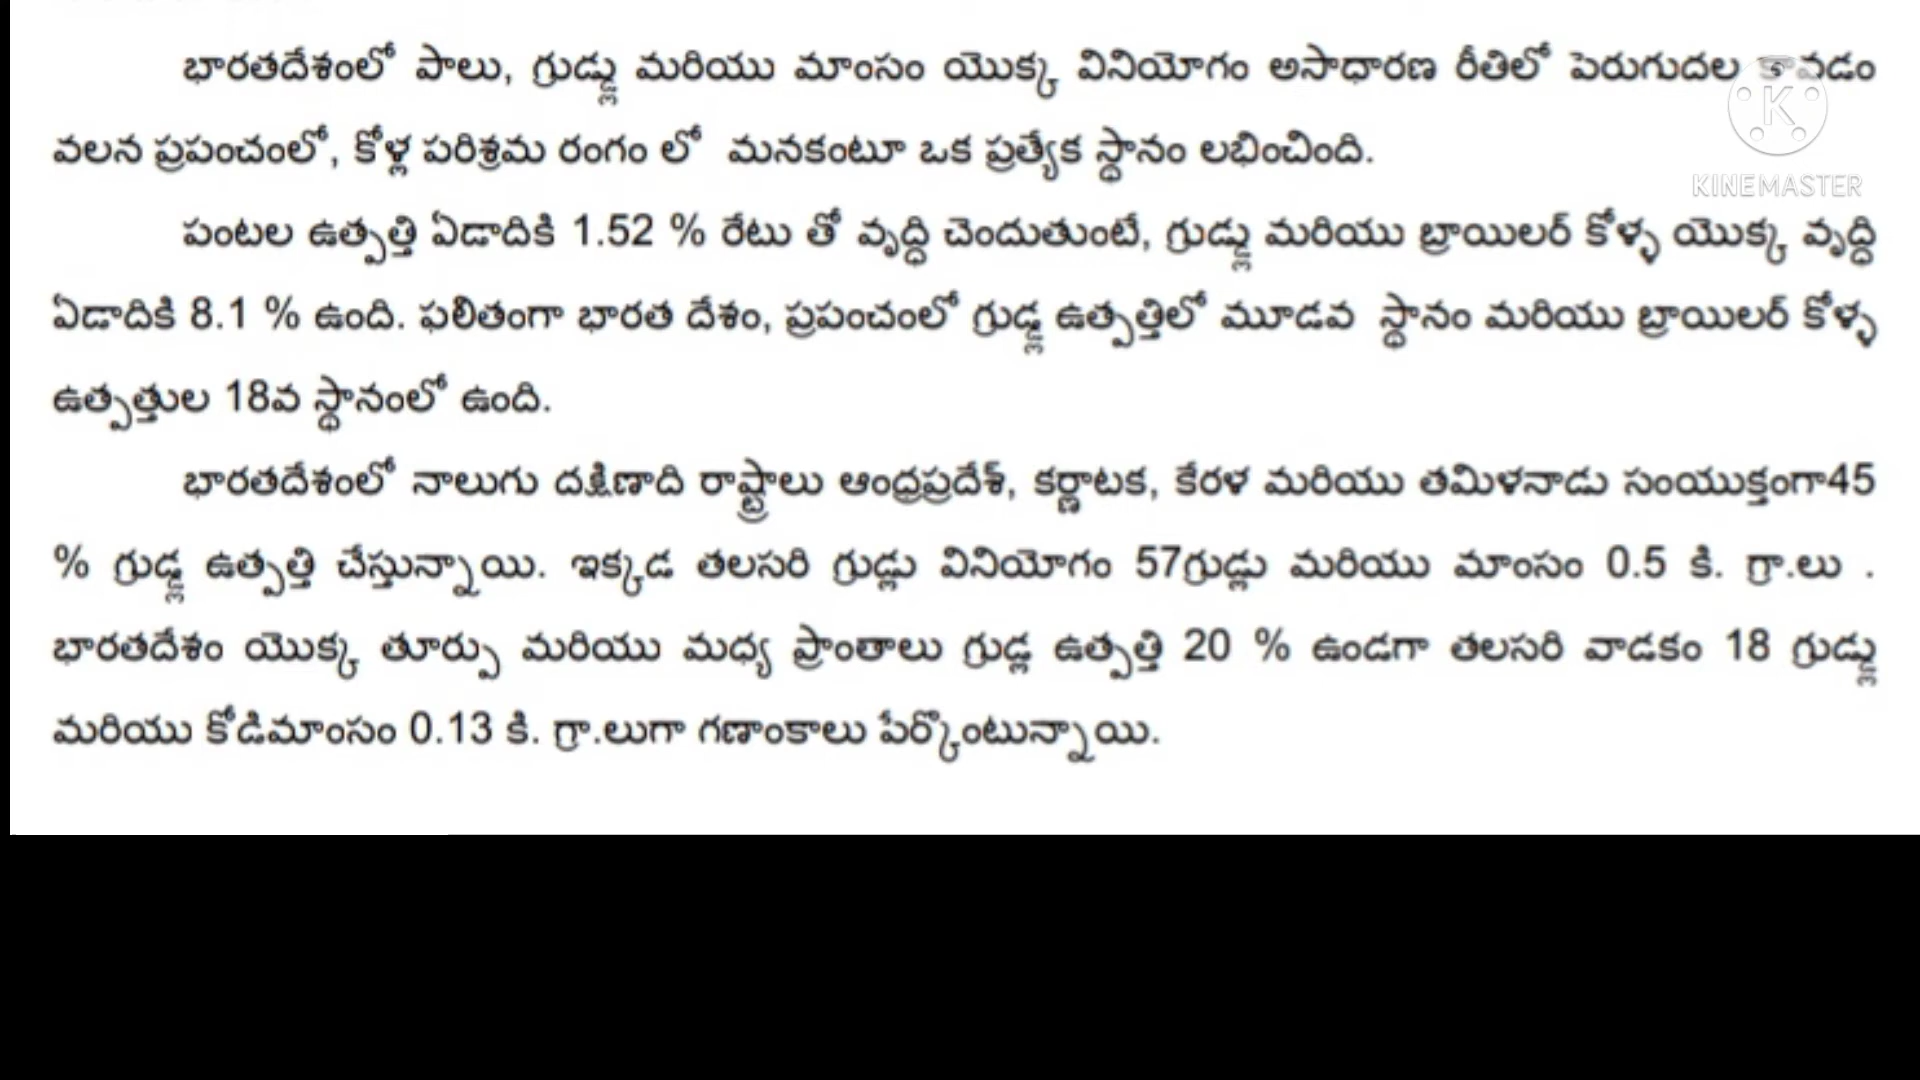 భారతదేశంలో పాలు, గ్రుడ్లు మరియు మాంసం యొక్క వినియోగం అసాధారణ రీతిలో పెరుగుదల కావడం
వలన ప్రపంచంలో, కోళ్ల పరిశ్రమ రంగం లో మనకంటూ ఒక ప్రత్యేక స్థానం లభించింది.
KINEMASTER
పంటల ఉత్పత్తి ఏడాదికి 1.52 % రేటు తో వృద్ధి చెందుతుంటే, గ్రుడ్లు మరియు బ్రాయిలర్ కోళ్ళ యొక్క వృద్ధి
ఏడాదికి 8.1 % ఉంది. ఫలితంగా భారత దేశం, ప్రపంచంలో గ్రుడ్ల ఉత్పత్తిలో మూడవ స్థానం మరియు బ్రాయిలర్ కోళ్ళ
ఉత్పత్తుల 18వ స్థానంలో ఉంది.
భారతదేశంలో నాలుగు దక్షిణాది రాష్ట్రాలు ఆంధ్రప్రదేశ్, కర్ణాటక, కేరళ మరియు తమిళనాడు సంయుక్తంగా45
% గ్రుడ్ల ఉత్పత్తి చేస్తున్నాయి. ఇక్కడ తలసరి గ్రుడ్లు వినియోగం 57గ్రుడ్లు మరియు మాంసం 0.5 కి. గ్రా.లు .
భారతదేశం యొక్క తూర్పు మరియు మధ్య ప్రాంతాలు గ్రుడ్ల ఉత్పత్తి 20 % ఉండగా తలసరి వాడకం 18 గ్రుడ్లు
మరియు కోడిమాంసం 0.13 కి. గ్రా.లుగా గణాంకాలు పేర్కొంటున్నాయి.